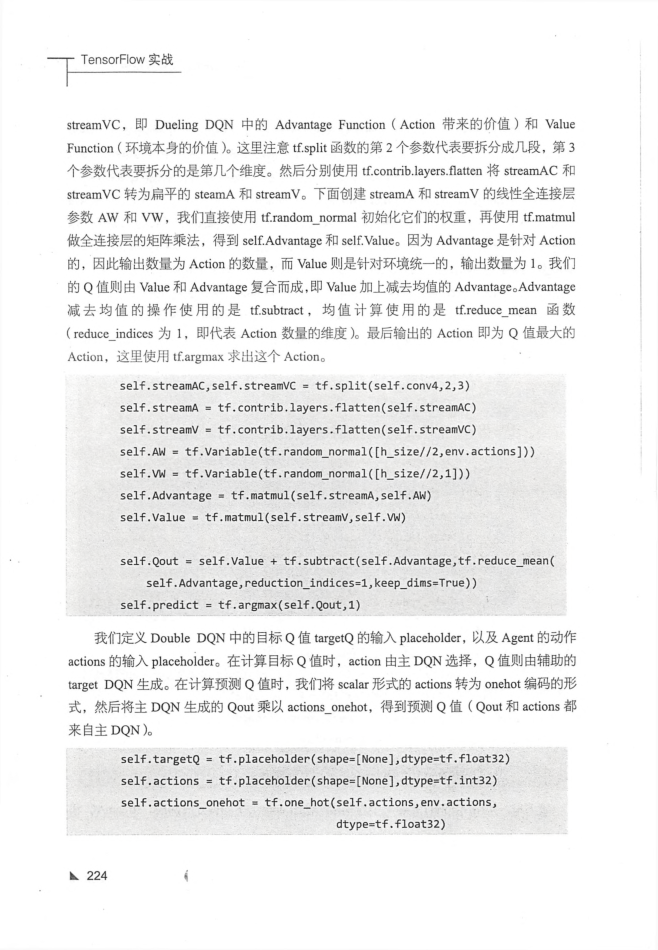 TensorFlow 实战
streamVC，即 Dueling DQN 中的 Advantage Function（Action 带来的价值）和 Value
Function（环境本身的价值）。这里注意 tf.split 函数的第 2 个参数代表要拆分成几段，第 3
个参数代表要拆分的是第几个维度。然后分别使用 tf.contrib.layers.flatten 将 streamAC 和
streamVC 转为扁平的 steamA 和 streamV。下面创建 streamA 和 streamV 的线性全连接层
参数 AW 和 VW，我们直接使用 tf.random_normal 初始化它们的权重，再使用 tf.matmul
做全连接层的矩阵乘法，得到 self.Advantage 和 self.Value。因为 Advantage 是针对 Action
的，因此输出数量为 Action 的数量，而 Value 则是针对环境统一的，输出数量为 1。我们
的 Q 值则由 Value 和 Advantage 复合而成，即 Value 加上减去均值的 Advantage。Advantage
减去均值的操作使用的是 tf.subtract，均值计算使用的是 tf.reduce_mean 函数
（reduce_indices 为 1，即代表 Action 数量的维度）。最后输出的 Action 即为 Q 值最大的
Action，这里使用 tf.argmax 求出这个 Action。
self.streamAC,self.streamVC = tf.split(self.conv4,2,3)
self.streamA = tf.contrib.layers.flatten(self.streamAC)
self.streamV = tf.contrib.layers.flatten(self.streamVC)
self.AW = tf.Variable(tf.random_normal([h_size//2,env.actions]))
self.VW = tf.Variable(tf.random_normal([h_size//2,1]))
self.Advantage = tf.matmul(self.streamA,self.AW)
self.Value = tf.matmul(self.streamV,self.VW)
self.Qout = self.Value + tf.subtract(self.Advantage,tf.reduce_mean(
self.Advantage,reduction_indices=1,keep_dims=True))
self.predict = tf.argmax(self.Qout,1)
我们定义 Double DQN 中的目标 Q 值 targetQ 的输入 placeholder，以及 Agent 的动作
actions 的输入 placeholder。在计算目标 Q 值时，action 由主 DQN 选择，Q 值则由辅助的
target DQN 生成。在计算预测 Q 值时，我们将 scalar 形式的 actions 转为 onehot 编码的形
式，然后将主 DQN 生成的 Qout 乘以 actions_onehot，得到预测 Q 值（Qout 和 actions 都
来自主 DQN）。
self.targetQ = tf.placeholder(shape=[None],dtype=tf.float32)
self.actions = tf.placeholder(shape=[None],dtype=tf.int32)
self.actions_onehot = tf.one_hot(self.actions,env.actions,
dtype=tf.float32)
224